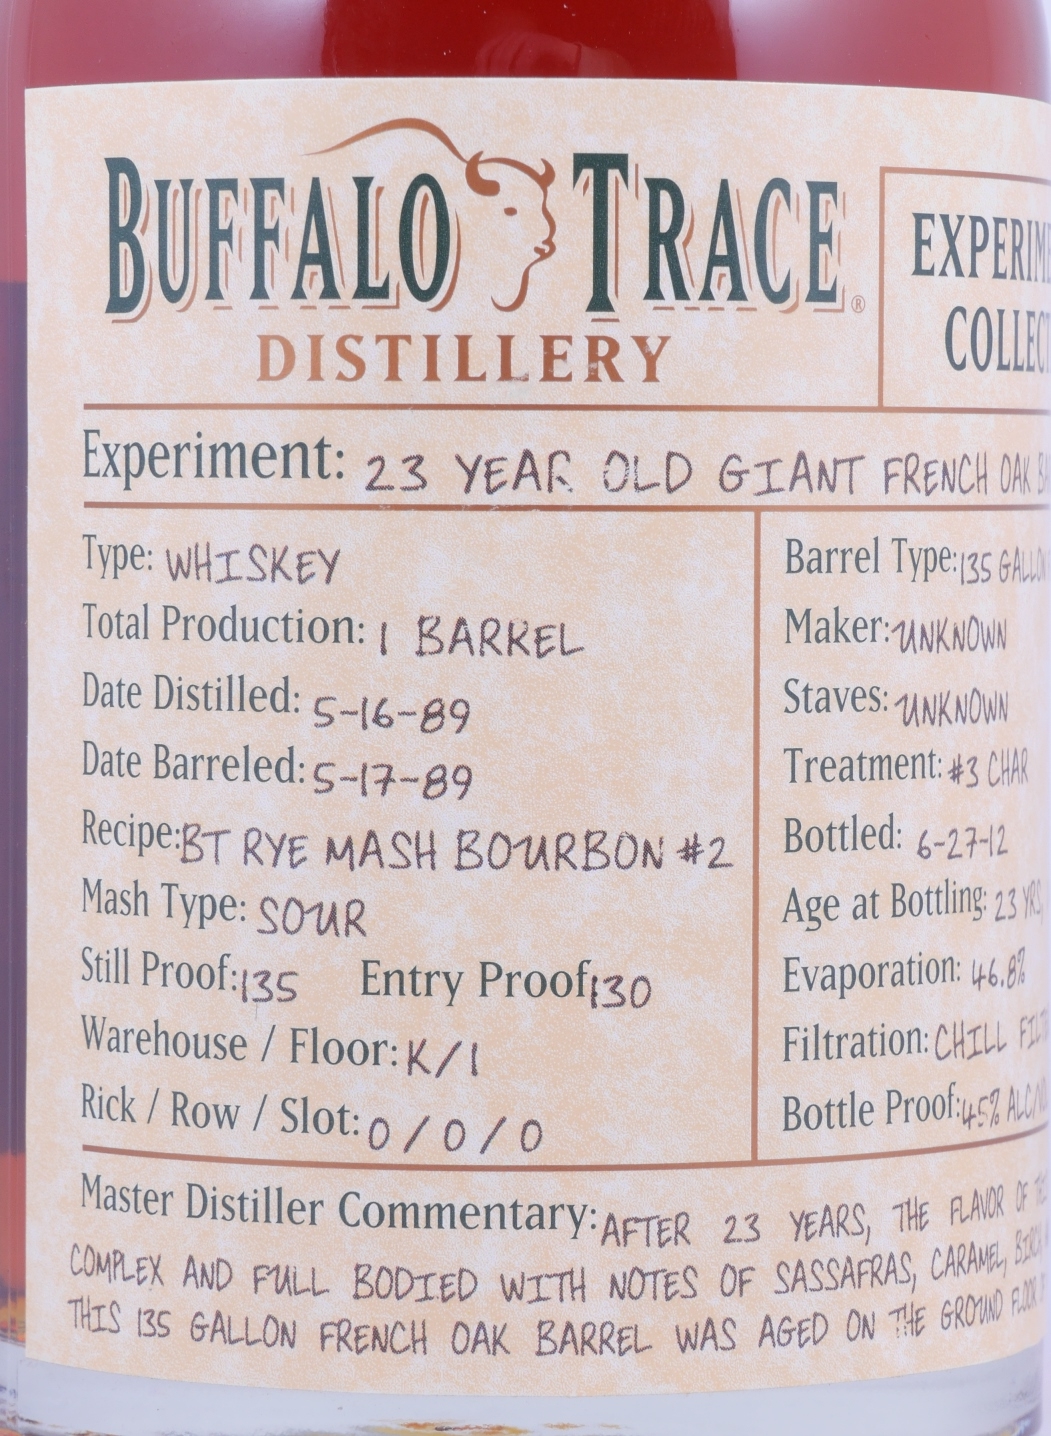 BUFFALO TRACE®
DISTILLERY
Experiment: 23 YEAR OLD GIANT FRENCH OAK
Type: WHISKEY
Total Production: 1 BARREL
Date Distilled: 5-16-89
Date Barreled: 5-17-89
Recipe: BT RYE MASH BOURBON #2
Mash Type: SOUR
Still Proof: 135 Entry Proof: 130
Warehouse / Floor: K/1
Rick / Row / Slot: 0 / 0 / 0
Barrel Type: 135 GALLON
Maker: UNKNOWN
Staves: UNKNOWN
Treatment: #3 CHAR
Bottled: 6-27-12
Age at Bottling: 23 YRS
Evaporation: 46.8%
Filtration: CHILL
Bottle Proof: 45% ALC/
Master Distiller Commentary: AFTER 23 YEARS, THE FLAVOR OF
COMPLEX AND FULL BODIED WITH NOTES OF SASSAFRAS, CARAMEL,
THIS 135 GALLON FRENCH OAK BARREL WAS AGED ON THE GROUND FLOOR